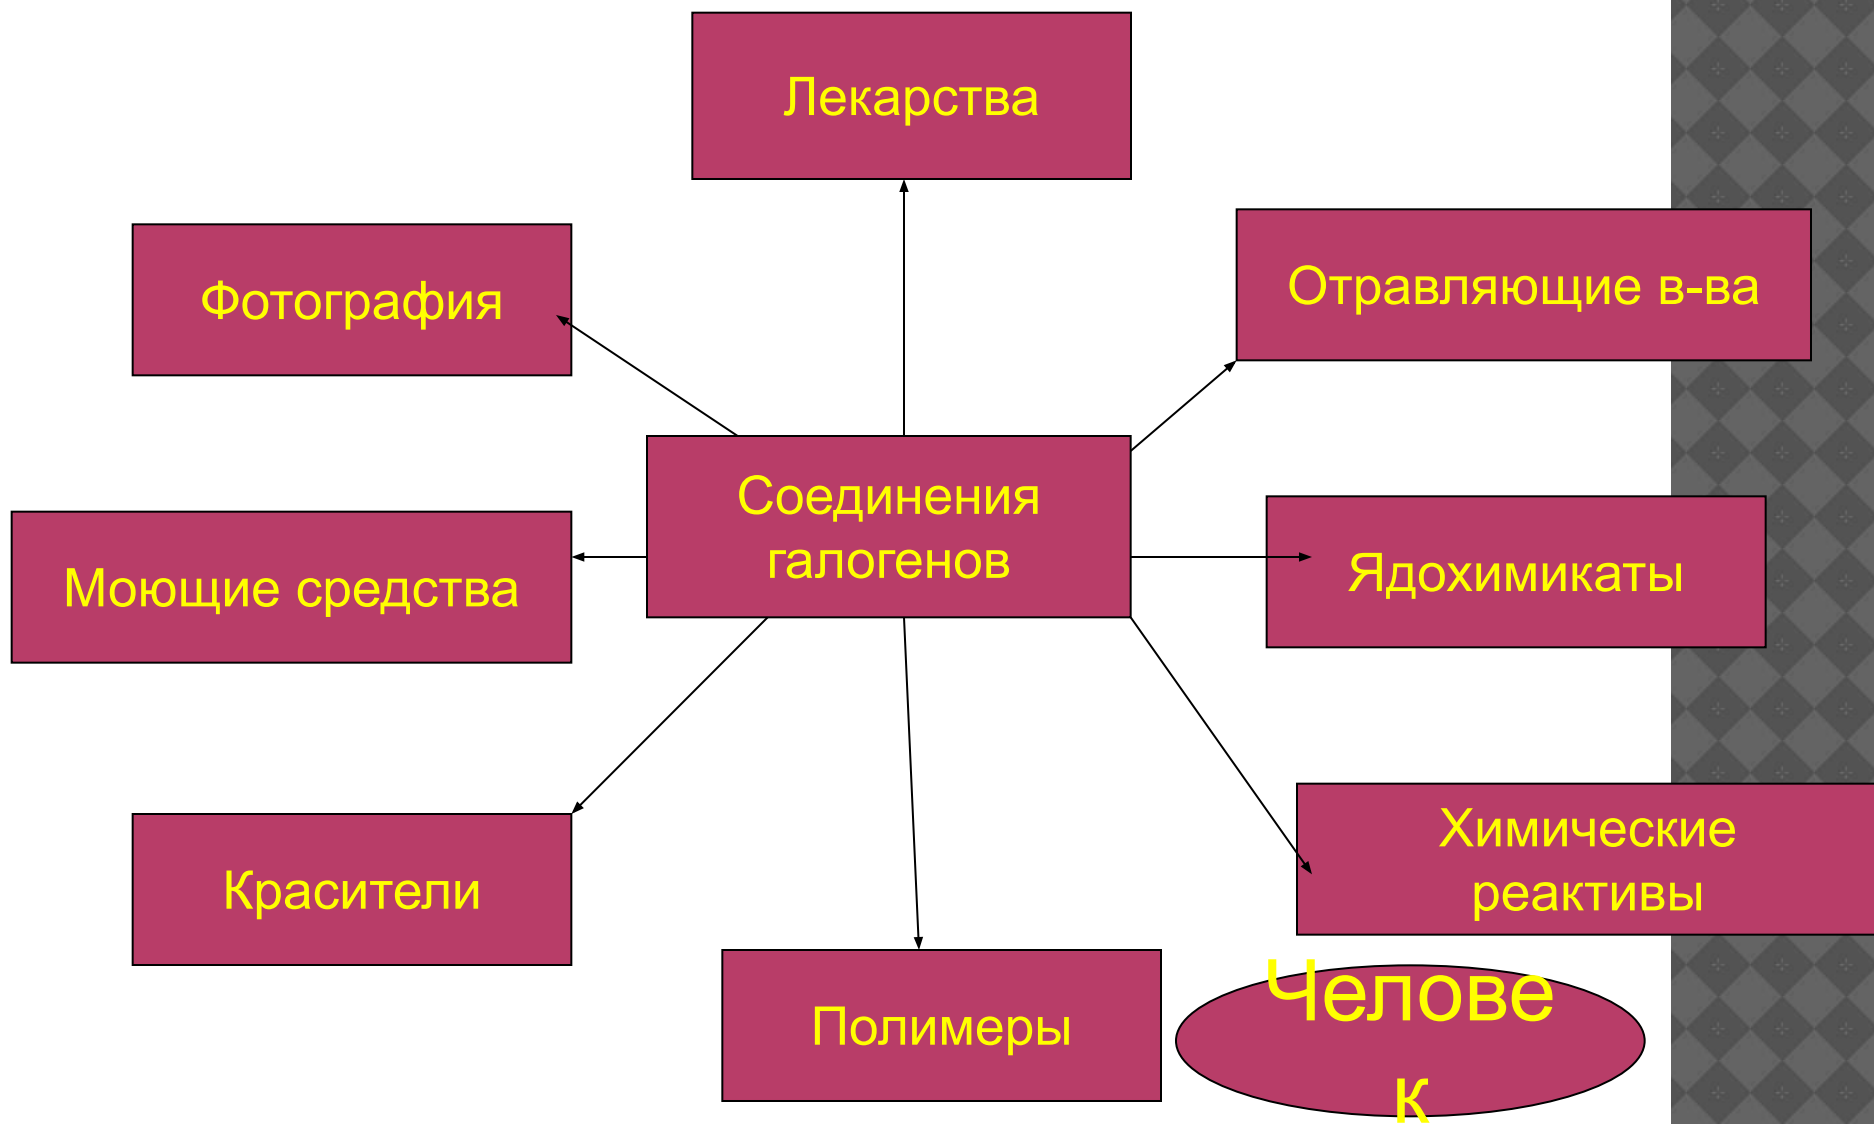 Лекарства
Фотография
Отравляющие в-ва
Соединения
галогенов
Моющие средства
Ядохимикаты
Химические
реактивы
Красители
Полимеры
Челове
к